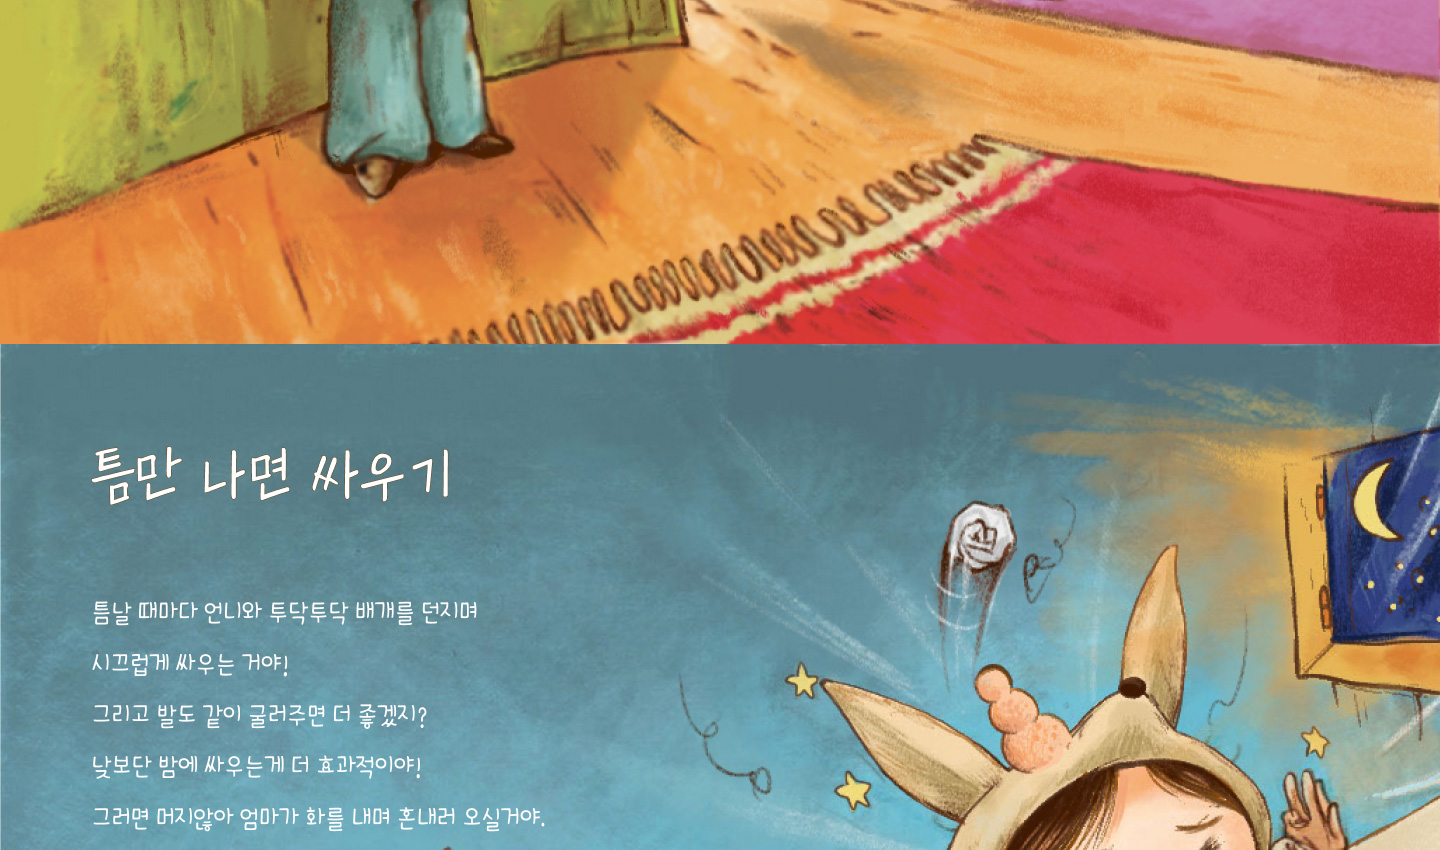 틈만 나면 싸우기
틈날 때마다 언니와 투닥투닥 배개를 던지며
시끄럽게 싸우는 거야!
그리고 발도 같이 굴러주면 더 좋겠지?
낮보단 밤에 싸우는게 더 효과적이야!
그러면 머지않아 엄마가 화를 내며 혼내러 오실거야.